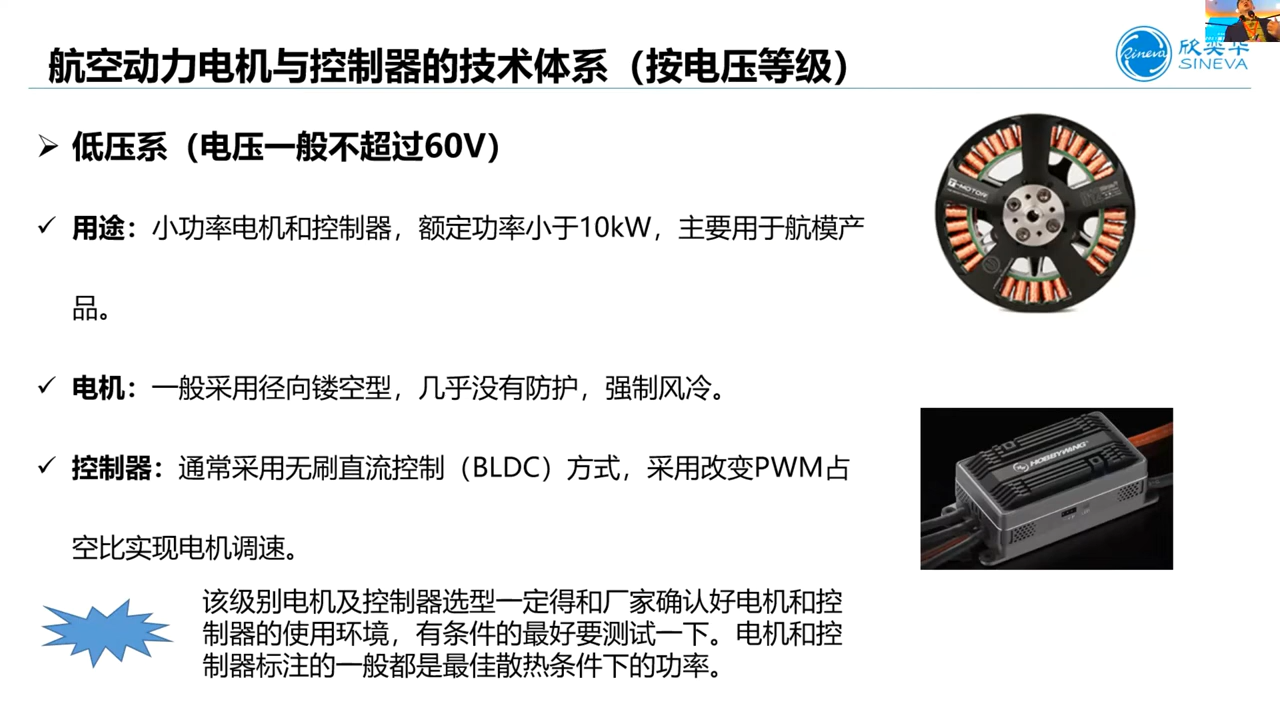 航空动力电机与控制器的技术体系（按电压等级）
欣奕华
SINEVA
Rineva
➢ 低压系（电压一般不超过60V）
✓ 用途：小功率电机和控制器，额定功率小于10kW，主要用于航模产
品。
✓ 电机：一般采用径向镂空型，几乎没有防护，强制风冷。
✓ 控制器：通常采用无刷直流控制（BLDC）方式，采用改变PWM占
空比实现电机调速。
该级别电机及控制器选型一定得和厂家确认好电机和控
制器的使用环境，有条件的最好要测试一下。电机和控
制器标注的一般都是最佳散热条件下的功率。
T-MOTOR
HOBBYWING